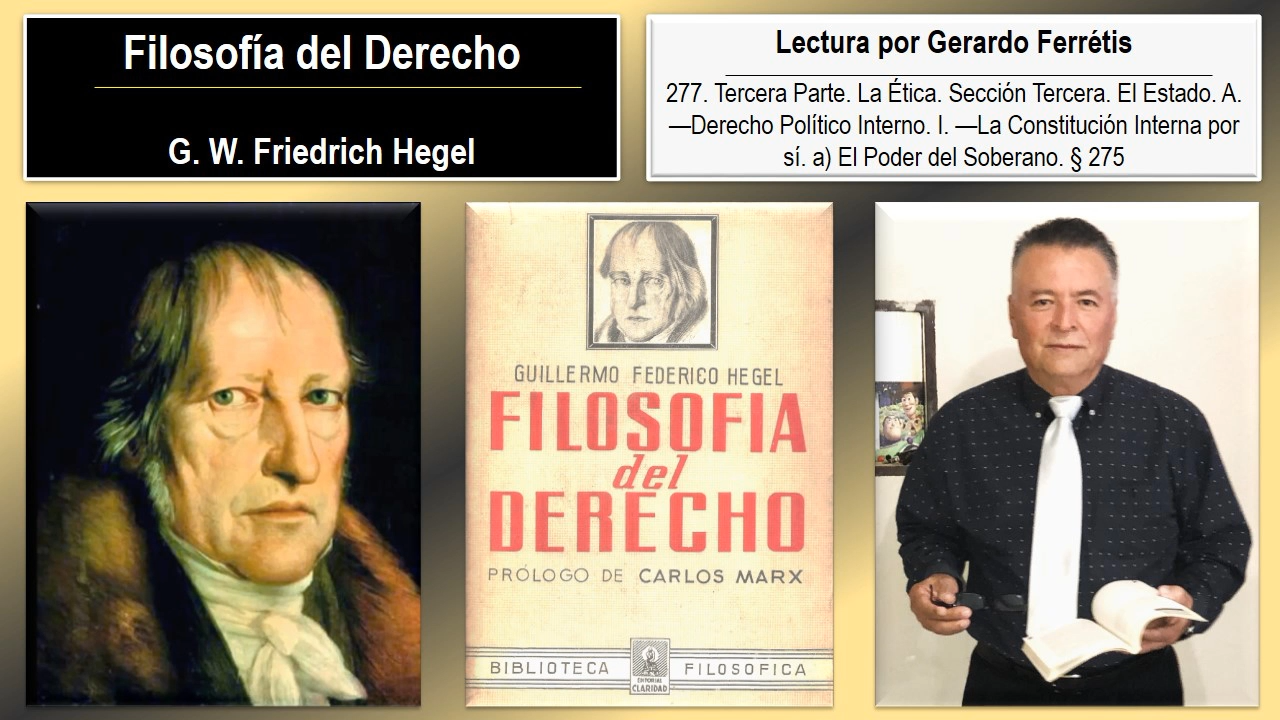 Filosofía del Derecho
G. W. Friedrich Hegel
Lectura por Gerardo Ferrétis
277. Tercera Parte. La Ética. Sección Tercera. El Estado. A.
—Derecho Político Interno. I. —La Constitución Interna por
sí. a) El Poder del Soberano. § 275
GUILLERMO FEDERICO HEGEL
FILOSOFIA
del
DERECHO
PRÓLOGO DE CARLOS MARX
BIBLIOTECA FILOSOFICA
EDITORIAL
CLARIDAD